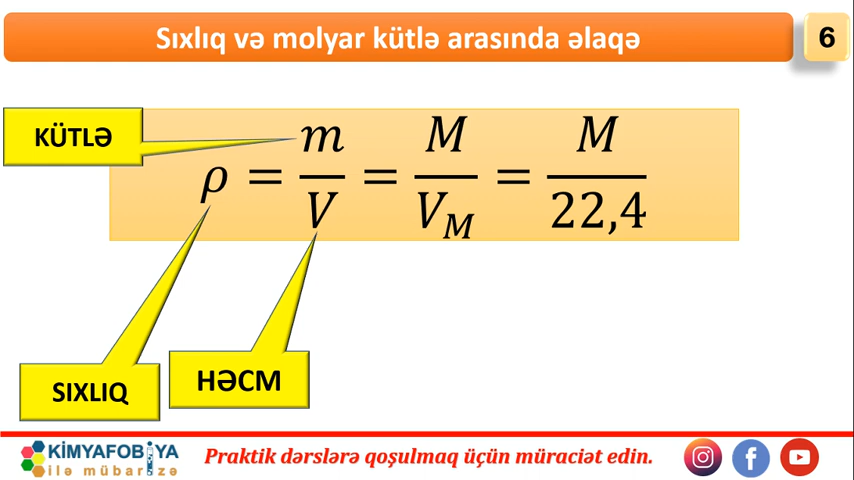 Sıxlıq və molyar kütlə arasında əlaqə
6
KÜTLƏ
ρ = m/V = M/V_M = M/22,4
SIXLIQ
HƏCM
KİMYAFOBİYA
ilə mübarizə
Praktik dərslərə qoşulmaq üçün müraciət edin.